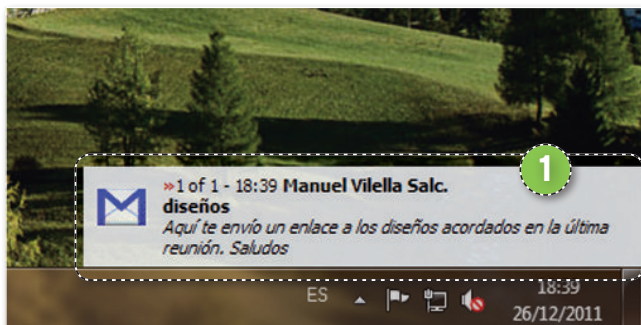 1
»1 of 1 - 18:39 Manuel Vilella Salc.
diseños
Aquí te envío un enlace a los diseños acordados en la última
reunión. Saludos
ES
18:39
26/12/2011